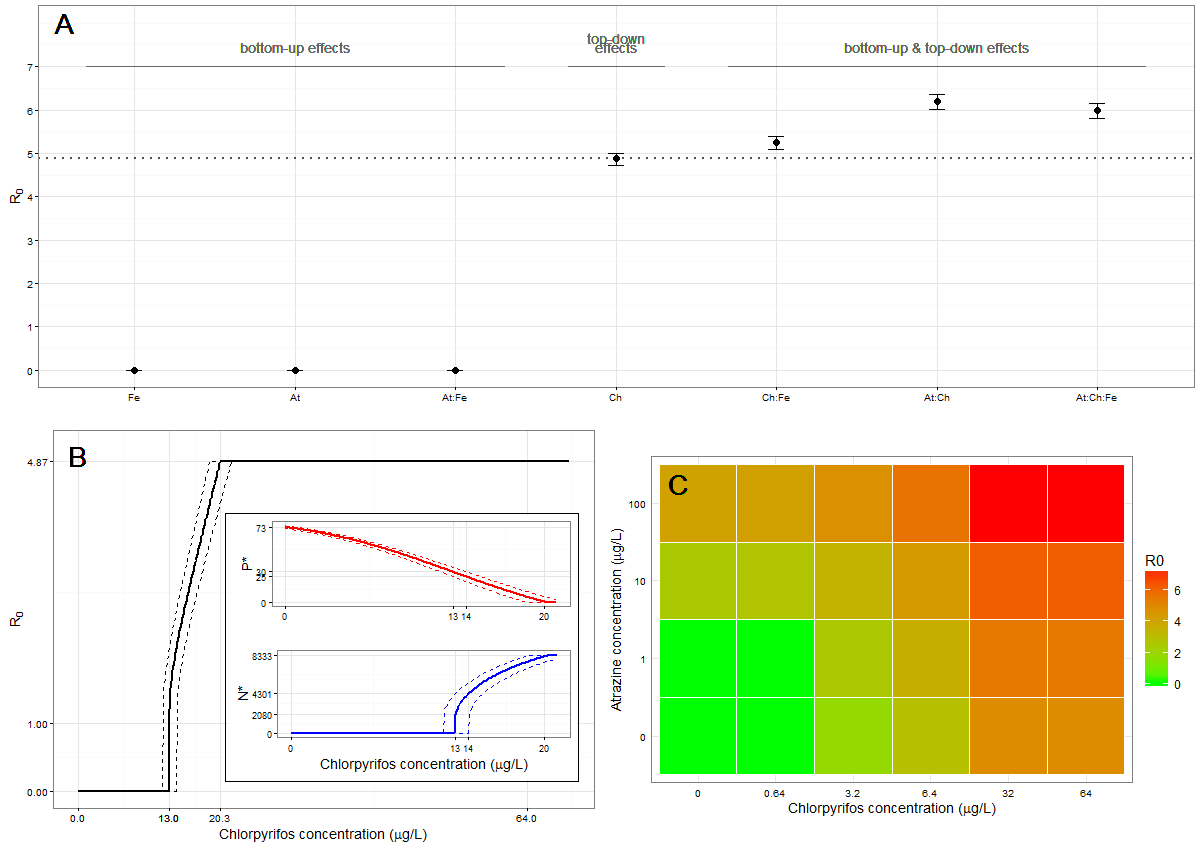 A
bottom-up effects
top-down
effects
bottom-up & top-down effects
7
6
5
4
3
2
1
0
R0
Fe
At
At:Fe
Ch
Ch:Fe
At:Ch
At:Ch:Fe
B
4.87
1.00
0.00
R0
0.0
13.0
20.3
64.0
Chlorpyrifos concentration (µg/L)
73
30
25
0
P*
0
13
14
20
8333
4301
2080
0
N*
0
13
14
20
Chlorpyrifos concentration (µg/L)
C
100
10
1
0
Atrazine concentration (µg/L)
0
0.64
3.2
6.4
32
64
Chlorpyrifos concentration (µg/L)
R0
6
4
2
0